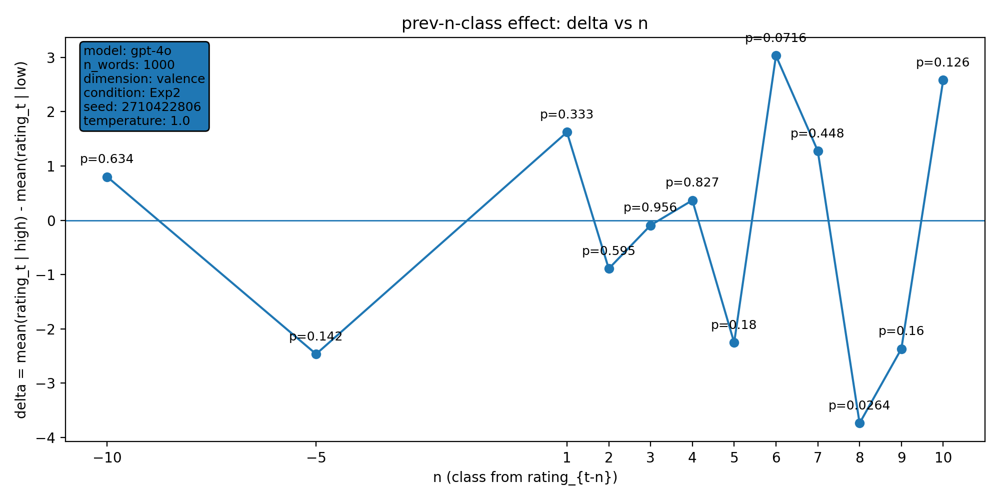 prev-n-class effect: delta vs n
model: gpt-4o
n_words: 1000
dimension: valence
condition: Exp2
seed: 2710422806
temperature: 1.0
delta = mean(rating_t | high) - mean(rating_t | low)
3
2
1
0
−1
−2
−3
−4
p=0.634
p=0.142
p=0.333
p=0.595
p=0.956
p=0.827
p=0.18
p=0.0716
p=0.448
p=0.0264
p=0.16
p=0.126
−10
−5
1
2
3
4
5
6
7
8
9
10
n (class from rating_{t-n})